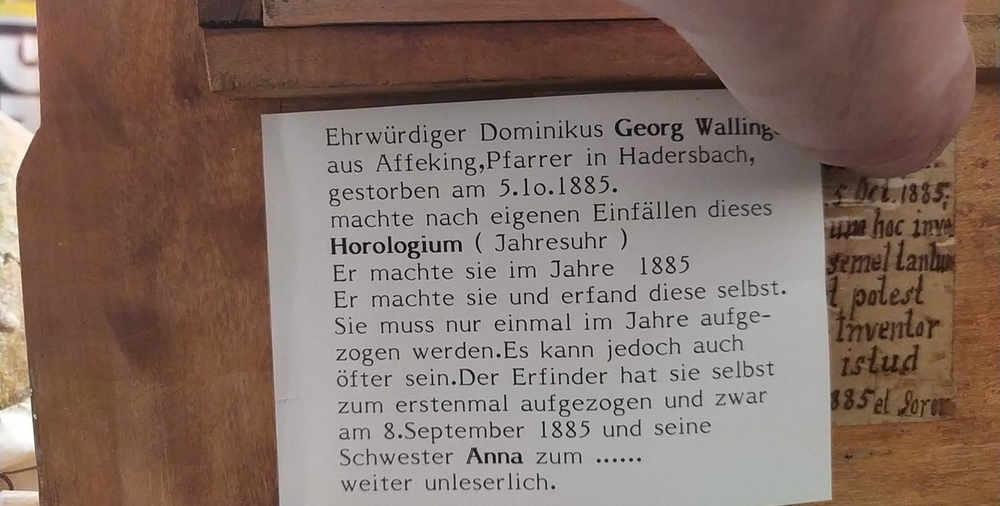 Ehrwürdiger Dominikus Georg Walling
aus Affeking,Pfarrer in Hadersbach,
gestorben am 5.1o.1885.
machte nach eigenen Einfällen dieses
Horologium ( Jahresuhr )
Er machte sie im Jahre 1885
Er machte sie und erfand diese selbst.
Sie muss nur einmal im Jahre aufge-
zogen werden.Es kann jedoch auch
öfter sein.Der Erfinder hat sie selbst
zum erstenmal aufgezogen und zwar
am 8.September 1885 und seine
Schwester Anna zum ......
weiter unleserlich.
5 Oct. 1885,
um hoc inve
semel tantu
potest
Inventor
istud
885 et Soror